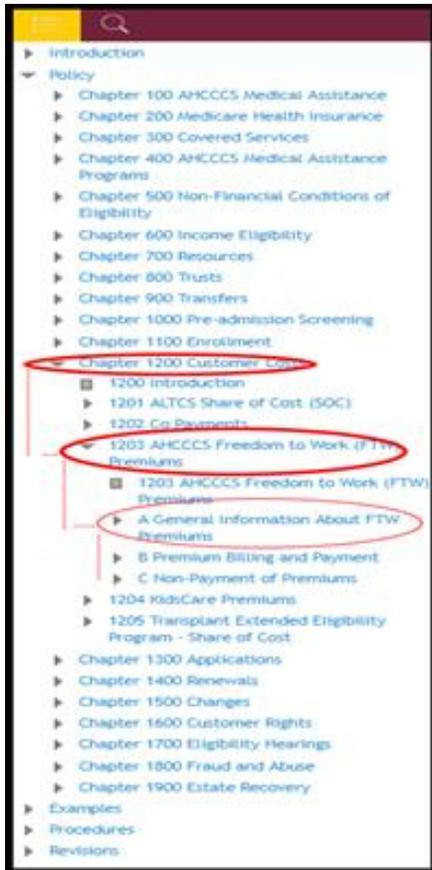 Introduction
Policy
Chapter 100 AHCCCS Medical Assistance
Chapter 200 Medicare Health Insurance
Chapter 300 Covered Services
Chapter 400 AHCCCS Medical Assistance
Programs
Chapter 500 Non-Financial Conditions of
Eligibility
Chapter 600 Income Eligibility
Chapter 700 Resources
Chapter 800 Trusts
Chapter 900 Transfers
Chapter 1000 Pre-admission Screening
Chapter 1100 Enrollment
Chapter 1200 Customer Costs
1200 Introduction
1201 ALTCS Share of Cost (SOC)
1202 Co Payments
1203 AHCCCS Freedom to Work (FTW)
Premiums
1203 AHCCCS Freedom to Work (FTW)
Premiums
A General Information About FTW
Premiums
B Premium Billing and Payment
C Non-Payment of Premiums
1204 KidsCare Premiums
1205 Transplant Extended Eligibility
Program - Share of Cost
Chapter 1300 Applications
Chapter 1400 Renewals
Chapter 1500 Changes
Chapter 1600 Customer Rights
Chapter 1700 Eligibility Hearings
Chapter 1800 Fraud and Abuse
Chapter 1900 Estate Recovery
Examples
Procedures
Revisions